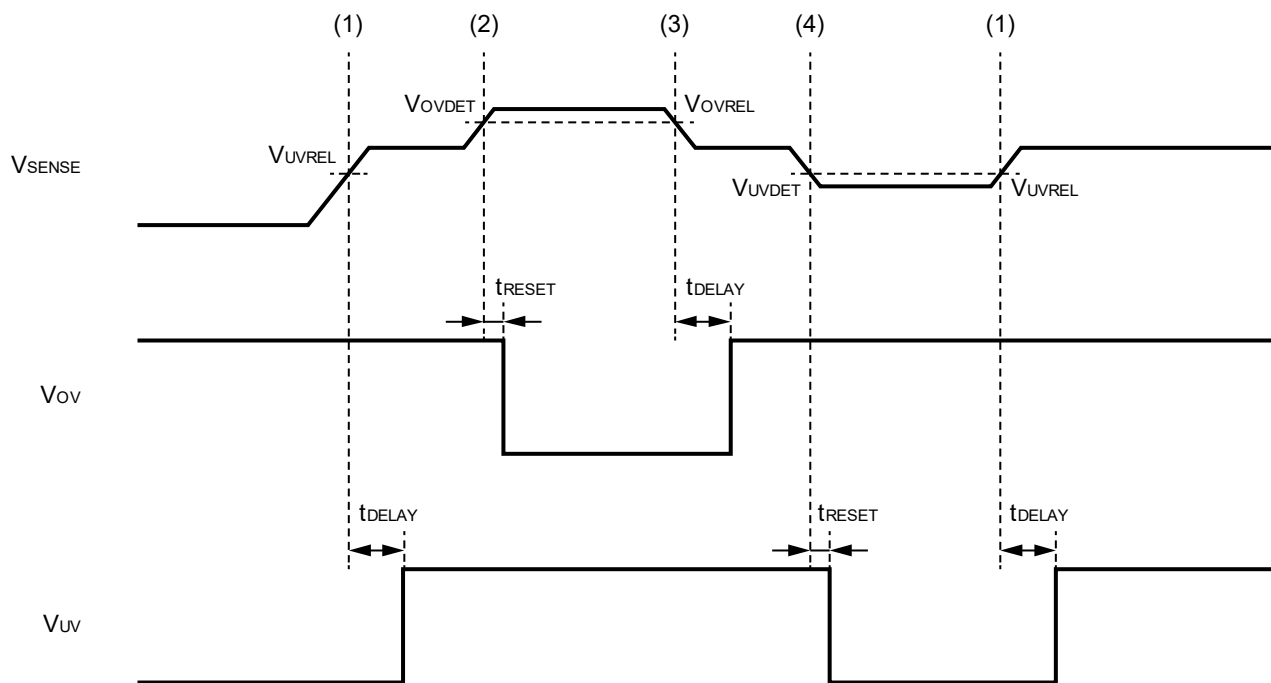 (1) (2) (3) (4) (1)
VOVDET VOVREL
VUVREL
VSENSE
VUVDET VUVREL
tRESET tDELAY
VOV
tDELAY tRESET tDELAY
VUV